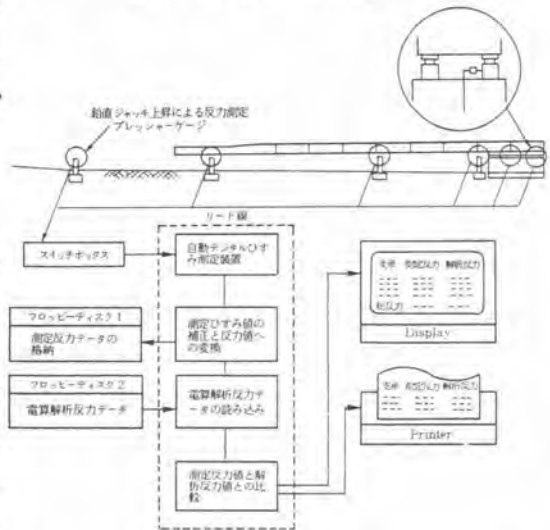 鉛直ジャッキ上昇による反力測定
プレッシャーゲージ
リード線
スイッチボックス
自動デジタルひず
み測定装置
フロッピーディスク1
測定反力データの
格納
測定ひずみ値の
補正と反力値へ
の変換
フロッピーディスク2
電算解析反力データ
電算解析反力デ
ータの読み込み
測定反力値と解
析反力値との比
較
支承 測定反力 解析反力
総反力
Display
支承 測定反力 解析反力
Printer